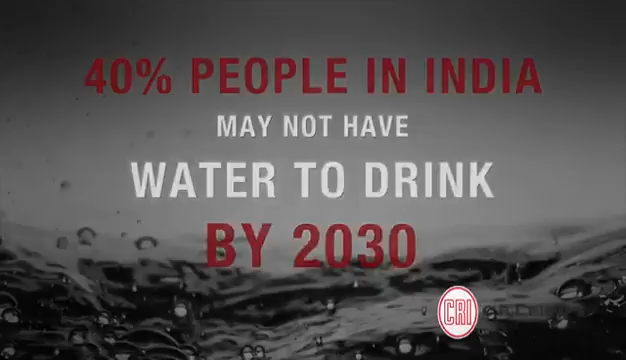 40% PEOPLE IN INDIA
MAY NOT HAVE
WATER TO DRINK
BY 2030
CRI